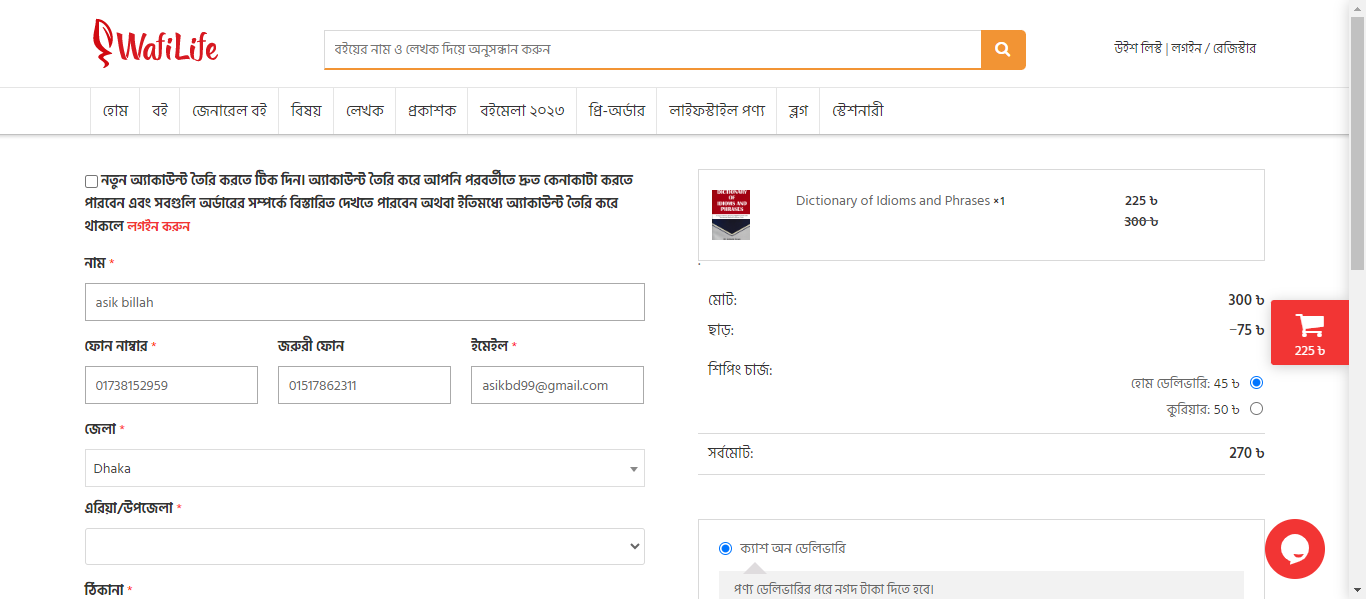 WafiLife
বইয়ের নাম ও লেখক দিয়ে অনুসন্ধান করুন
উইশ লিস্ট | লগইন / রেজিস্টার
হোম বই জেনারেল বই বিষয় লেখক প্রকাশক বইমেলা ২০২৩ প্রি-অর্ডার লাইফস্টাইল পণ্য ব্লগ স্টেশনারী
নতুন অ্যাকাউন্ট তৈরি করতে টিক দিন। অ্যাকাউন্ট তৈরি করে আপনি পরবর্তীতে দ্রুত কেনাকাটা করতে
পারবেন এবং সবগুলি অর্ডারের সম্পর্কে বিস্তারিত দেখতে পারবেন অথবা ইতিমধ্যে অ্যাকাউন্ট তৈরি করে
থাকলে লগইন করুন
নাম *
asik billah
ফোন নাম্বার * জরুরী ফোন ইমেইল *
01738152959 01517862311 asikbd99@gmail.com
জেলা *
Dhaka
এরিয়া/উপজেলা *
ঠিকানা *
DICTIONARY
OF
IDIOMS AND
PHRASES
Dictionary of Idioms and Phrases ×1 225 ৳
300 ৳
মোট: 300 ৳
ছাড়: -75 ৳
শিপিং চার্জ:
হোম ডেলিভারি: 45 ৳
কুরিয়ার: 50 ৳
সর্বমোট: 270 ৳
ক্যাশ অন ডেলিভারি
পণ্য ডেলিভারির পরে নগদ টাকা দিতে হবে।
225 ৳